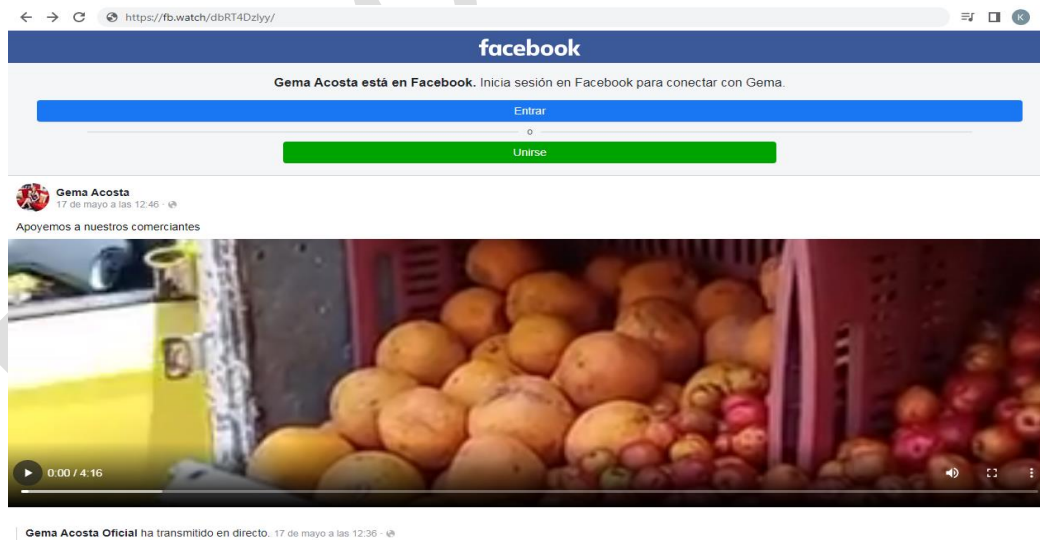 https://fb.watch/dbRT4Dzlyy/
K
facebook
Gema Acosta está en Facebook. Inicia sesión en Facebook para conectar con Gema.
Entrar
o
Unirse
Gema Acosta
17 de mayo a las 12:46 ·
Apoyemos a nuestros comerciantes
0:00 / 4:16
Gema Acosta Oficial ha transmitido en directo. 17 de mayo a las 12:36 ·